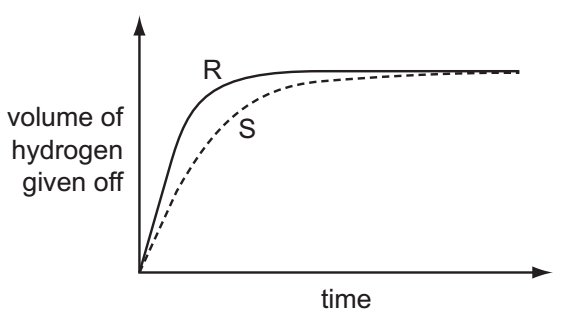 R
volume of
hydrogen
given off
S
time